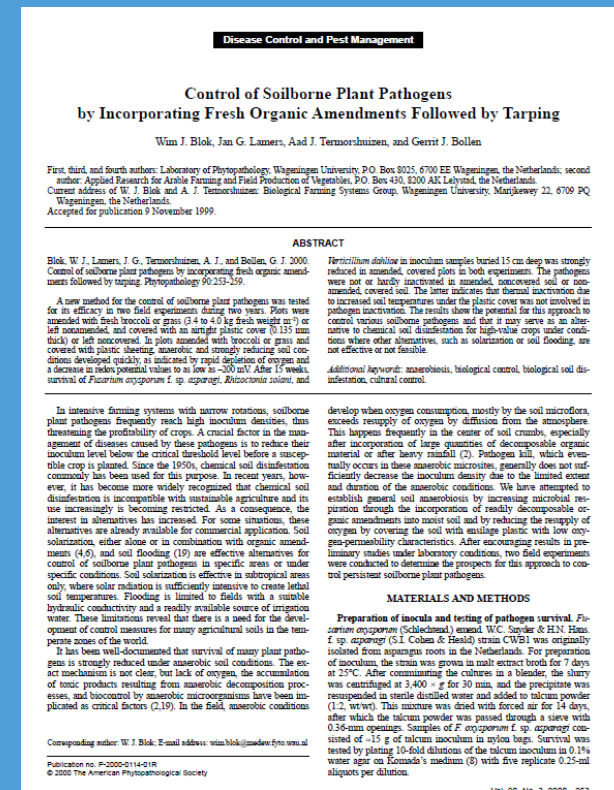 Disease Control and Pest Management
Control of Soilborne Plant Pathogens
by Incorporating Fresh Organic Amendments Followed by Tarping
Wim J. Blok, Jan G. Lamers, Aad J. Termorshuizen, and Gerrit J. Bollen
First, third, and fourth authors: Laboratory of Phytopathology, Wageningen University, P.O. Box 8025, 6700 EE Wageningen, the Netherlands; second
author: Applied Research for Arable Farming and Field Production of Vegetables, P.O. Box 430, 8200 AK Lelystad, the Netherlands.
Current address of W. J. Blok and A. J. Termorshuizen: Biological Farming Systems Group, Wageningen University, Marijkeweg 22, 6709 PQ
Wageningen, the Netherlands.
Accepted for publication 9 November 1999.
ABSTRACT
Blok, W. J., Lamers, J. G., Termorshuizen, A. J., and Bollen, G. J. 2000.
Control of soilborne plant pathogens by incorporating fresh organic amend-
ments followed by tarping. Phytopathology 90:253-259.
A new method for the control of soilborne plant pathogens was tested
for its efficacy in two field experiments during two years. Plots were
amended with fresh broccoli or grass (3.4 to 4.0 kg fresh weight m⁻²) or
left nonamended, and covered with an airtight plastic cover (0.135 mm
thick) or left noncovered. In plots amended with broccoli or grass and
covered with plastic sheeting, anaerobic and strongly reducing soil con-
ditions developed quickly, as indicated by rapid depletion of oxygen and
a decrease in redox potential values to as low as –200 mV. After 15 weeks,
survival of Fusarium oxysporum f. sp. asparagi, Rhizoctonia solani, and
Verticillium dahliae in inoculum samples buried 15 cm deep was strongly
reduced in amended, covered plots in both experiments. The pathogens
were not or hardly inactivated in amended, noncovered soil or non-
amended, covered soil. The latter indicates that thermal inactivation due
to increased soil temperatures under the plastic cover was not involved in
pathogen inactivation. The results show the potential for this approach to
control various soilborne pathogens and that it may serve as an alter-
native to chemical soil disinfestation for high-value crops under condi-
tions where other alternatives, such as solarization or soil flooding, are
not effective or not feasible.
Additional keywords: anaerobiosis, biological control, biological soil dis-
infestation, cultural control.
In intensive farming systems with narrow rotations, soilborne
plant pathogens frequently reach high inoculum densities, thus
threatening the profitability of crops. A crucial factor in the man-
agement of diseases caused by these pathogens is to reduce their
inoculum level below the critical threshold level before a suscep-
tible crop is planted. Since the 1950s, chemical soil disinfestation
commonly has been used for this purpose. In recent years, how-
ever, it has become more widely recognized that chemical soil
disinfestation is incompatible with sustainable agriculture and its
use increasingly is becoming restricted. As a consequence, the
interest in alternatives has increased. For some situations, these
alternatives are already available for commercial application. Soil
solarization, either alone or in combination with organic amend-
ments (4,6), and soil flooding (19) are effective alternatives for
control of soilborne plant pathogens in specific areas or under
specific conditions. Soil solarization is effective in subtropical areas
only, where solar radiation is sufficiently intensive to create lethal
soil temperatures. Flooding is limited to fields with a suitable
hydraulic conductivity and a readily available source of irrigation
water. These limitations reveal that there is a need for the devel-
opment of control measures for many agricultural soils in the tem-
perate zones of the world.
It has been well-documented that survival of many plant patho-
gens is strongly reduced under anaerobic soil conditions. The ex-
act mechanism is not clear, but lack of oxygen, the accumulation
of toxic products resulting from anaerobic decomposition proc-
esses, and biocontrol by anaerobic microorganisms have been im-
plicated as critical factors (2,19). In the field, anaerobic conditions
Corresponding author: W. J. Blok; E-mail address: wim.blok@medew.fyto.wau.nl
Publication no. P-2000-0114-01R
© 2000 The American Phytopathological Society
develop when oxygen consumption, mostly by the soil microflora,
exceeds resupply of oxygen by diffusion from the atmosphere.
This happens frequently in the center of soil crumbs, especially
after incorporation of large quantities of decomposable organic
material or after heavy rainfall (2). Pathogen kill, which even-
tually occurs in these anaerobic microsites, generally does not suf-
ficiently decrease the inoculum density due to the limited extent
and duration of the anaerobic conditions. We have attempted to
establish general soil anaerobiosis by increasing microbial res-
piration through the incorporation of readily decomposable or-
ganic amendments into moist soil and by reducing the resupply of
oxygen by covering the soil with ensilage plastic with low oxy-
gen-permeability characteristics. After encouraging results in pre-
liminary studies under laboratory conditions, two field experiments
were conducted to determine the prospects for this approach to con-
trol persistent soilborne plant pathogens.
MATERIALS AND METHODS
Preparation of inocula and testing of pathogen survival. Fu-
sarium oxysporum (Schlechtend.) emend. W.C. Snyder & H.N. Hans.
f. sp. asparagi (S.I. Cohen & Heald) strain CWB1 was originally
isolated from asparagus roots in the Netherlands. For preparation
of inoculum, the strain was grown in malt extract broth for 7 days
at 25°C. After comminuting the cultures in a blender, the slurry
was centrifuged at 3,400 × g for 30 min, and the precipitate was
resuspended in sterile distilled water and added to talcum powder
(1:2, wt/wt). This mixture was dried with forced air for 14 days,
after which the talcum powder was passed through a sieve with
0.36-mm openings. Samples of F. oxysporum f. sp. asparagi con-
sisted of ~15 g of talcum inoculum in nylon bags. Survival was
tested by plating 10-fold dilutions of the talcum inoculum in 0.1%
water agar on Komada's medium (8) with five replicate 0.25-ml
aliquots per dilution.